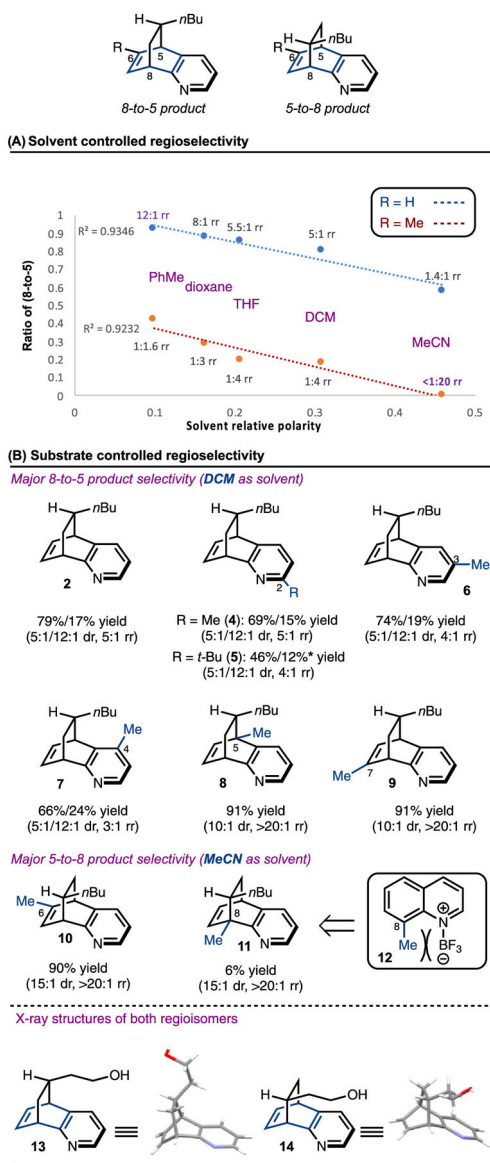 H nBu
R
6
5
8
N
8-to-5 product
H nBu
R
6
5
8
N
5-to-8 product
(A) Solvent controlled regioselectivity
R = H
R = Me
1
0.9
0.8
0.7
0.6
0.5
0.4
0.3
0.2
0.1
0
Ratio of (8-to-5)
R² = 0.9346
12:1 rr
8:1 rr
5.5:1 rr
5:1 rr
1.4:1 rr
PhMe
dioxane
THF
DCM
MeCN
R² = 0.9232
1:1.6 rr
1:3 rr
1:4 rr
1:4 rr
<1:20 rr
0 0.1 0.2 0.3 0.4 0.5
Solvent relative polarity
(B) Substrate controlled regioselectivity
Major 8-to-5 product selectivity (DCM as solvent)
H nBu
N
2
79%/17% yield
(5:1/12:1 dr, 5:1 rr)
H nBu
N
2
R
R = Me (4): 69%/15% yield
(5:1/12:1 dr, 5:1 rr)
R = t-Bu (5): 46%/12%* yield
(5:1/12:1 dr, 4:1 rr)
H nBu
3
Me
N
6
74%/19% yield
(5:1/12:1 dr, 4:1 rr)
H nBu
Me
4
N
7
66%/24% yield
(5:1/12:1 dr, 3:1 rr)
H nBu
Me
5
N
8
91% yield
(10:1 dr, >20:1 rr)
H nBu
Me
7
N
9
91% yield
(10:1 dr, >20:1 rr)
Major 5-to-8 product selectivity (MeCN as solvent)
H nBu
Me
6
N
10
90% yield
(15:1 dr, >20:1 rr)
H nBu
8
Me
N
11
6% yield
(15:1 dr, >20:1 rr)
8
Me
N
+
BF3
−
12
X-ray structures of both regioisomers
H OH
N
13
H OH
N
14